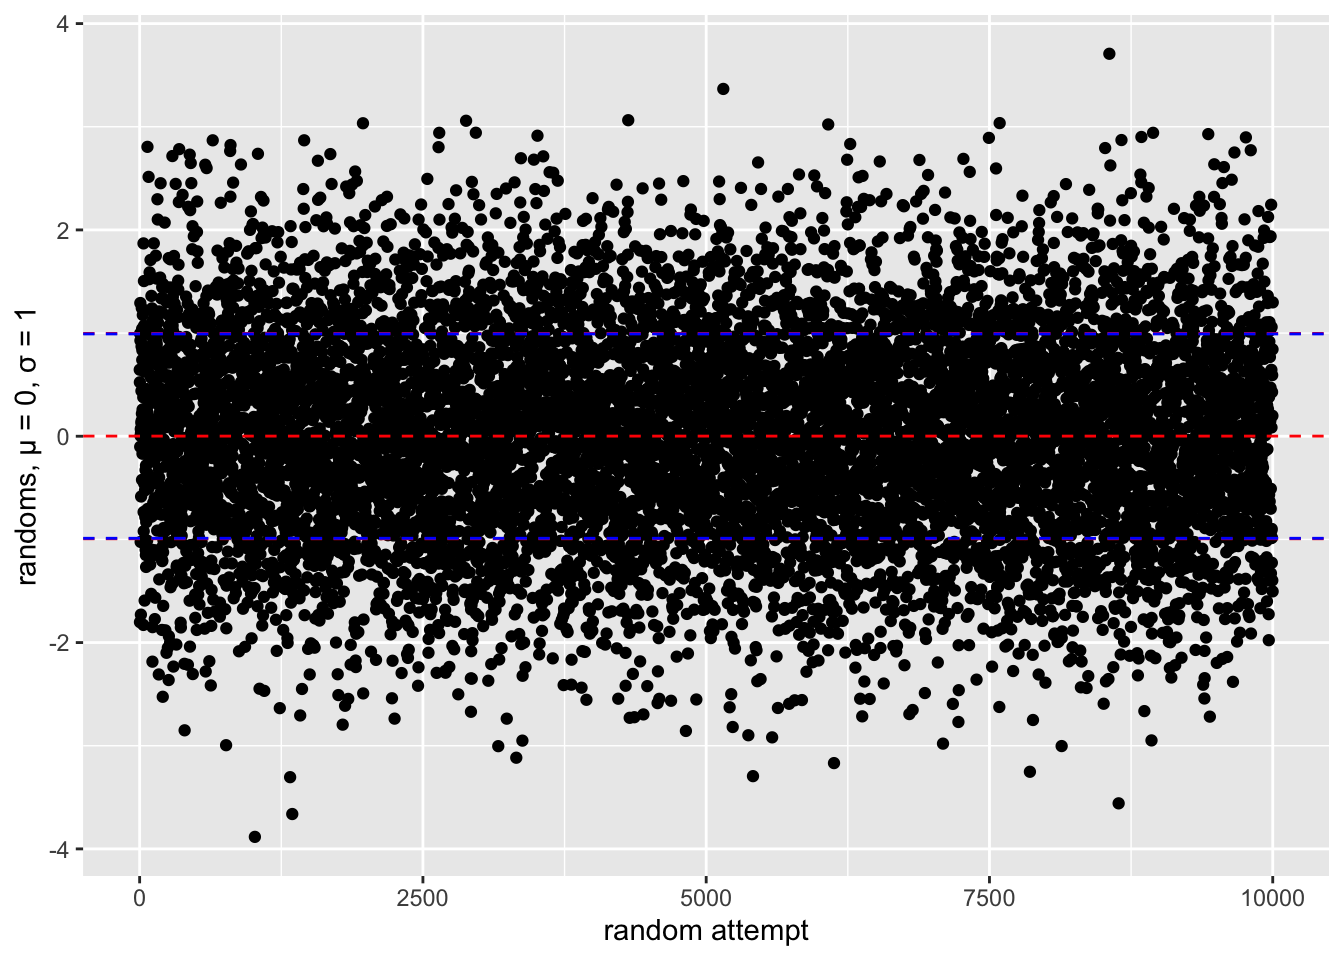 4
2
0
-2
-4
randoms, μ = 0, σ = 1
0 2500 5000 7500 10000
random attempt